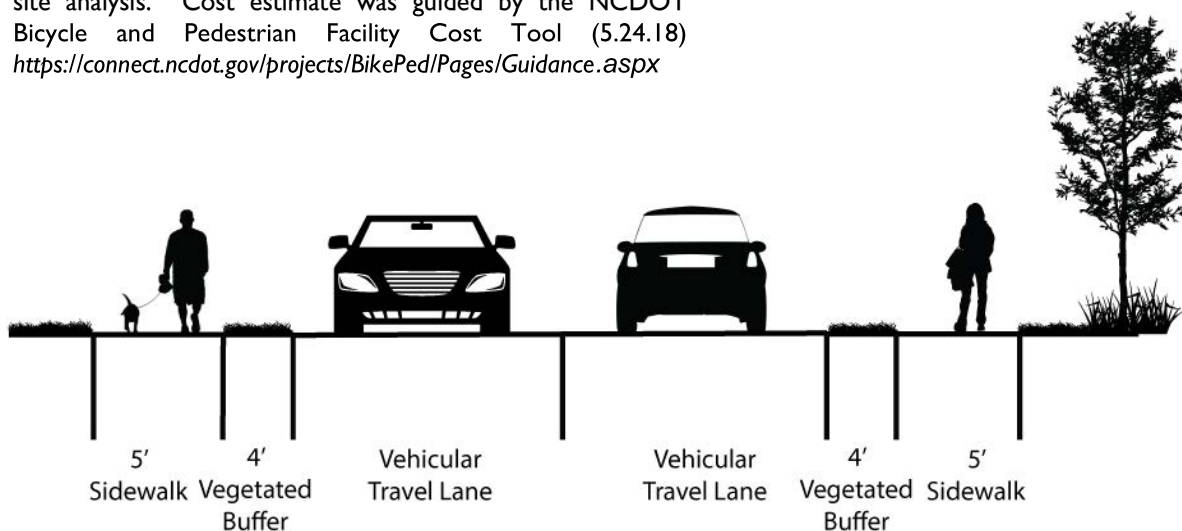 site analysis. Cost estimate was guided by the NCDOT
Bicycle and Pedestrian Facility Cost Tool (5.24.18)
https://connect.ncdot.gov/projects/BikePed/Pages/Guidance.aspx
5'
Sidewalk
4'
Vegetated
Buffer
Vehicular
Travel Lane
Vehicular
Travel Lane
4'
Vegetated
Buffer
5'
Sidewalk